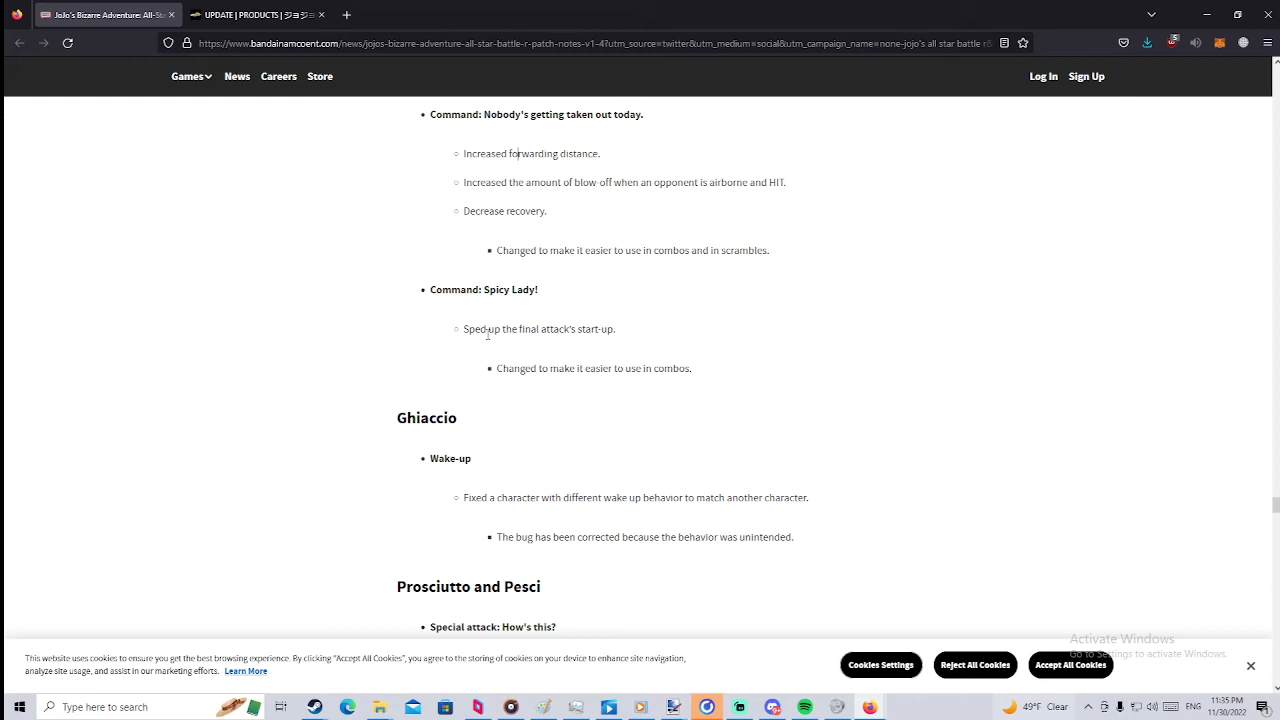 JoJo's Bizarre Adventure: All-Sta
UPDATE | PRODUCTS | ジョジョ
https://www.bandainamcoent.com/news/jojos-bizarre-adventure-all-star-battle-r-patch-notes-v1-4?utm_source=twitter&utm_medium=social&utm_campaign_name=none-jojo's all star battle r&
Games
News
Careers
Store
Log In
Sign Up
Command: Nobody's getting taken out today.
Increased forwarding distance.
Increased the amount of blow-off when an opponent is airborne and HIT.
Decrease recovery.
Changed to make it easier to use in combos and in scrambles.
Command: Spicy Lady!
Sped-up the final attack's start-up.
Changed to make it easier to use in combos.
Ghiaccio
Wake-up
Fixed a character with different wake up behavior to match another character.
The bug has been corrected because the behavior was unintended.
Prosciutto and Pesci
Special attack: How's this?
Activate Windows
Go to Settings to activate Windows.
This website uses cookies to ensure you get the best browsing experience. By clicking "Accept All Cookies", you agree to the storing of cookies on your device to enhance site navigation,
analyze site usage, and assist in our marketing efforts. Learn More
Cookies Settings
Reject All Cookies
Accept All Cookies
Type here to search
49°F Clear
ENG
11:35 PM
11/30/2022